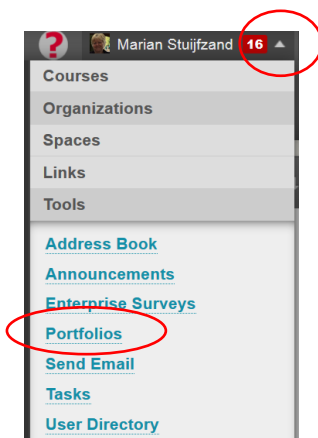 ? Marian Stuijfzand 16
Courses
Organizations
Spaces
Links
Tools
Address Book
Announcements
Enterprise Surveys
Portfolios
Send Email
Tasks
User Directory